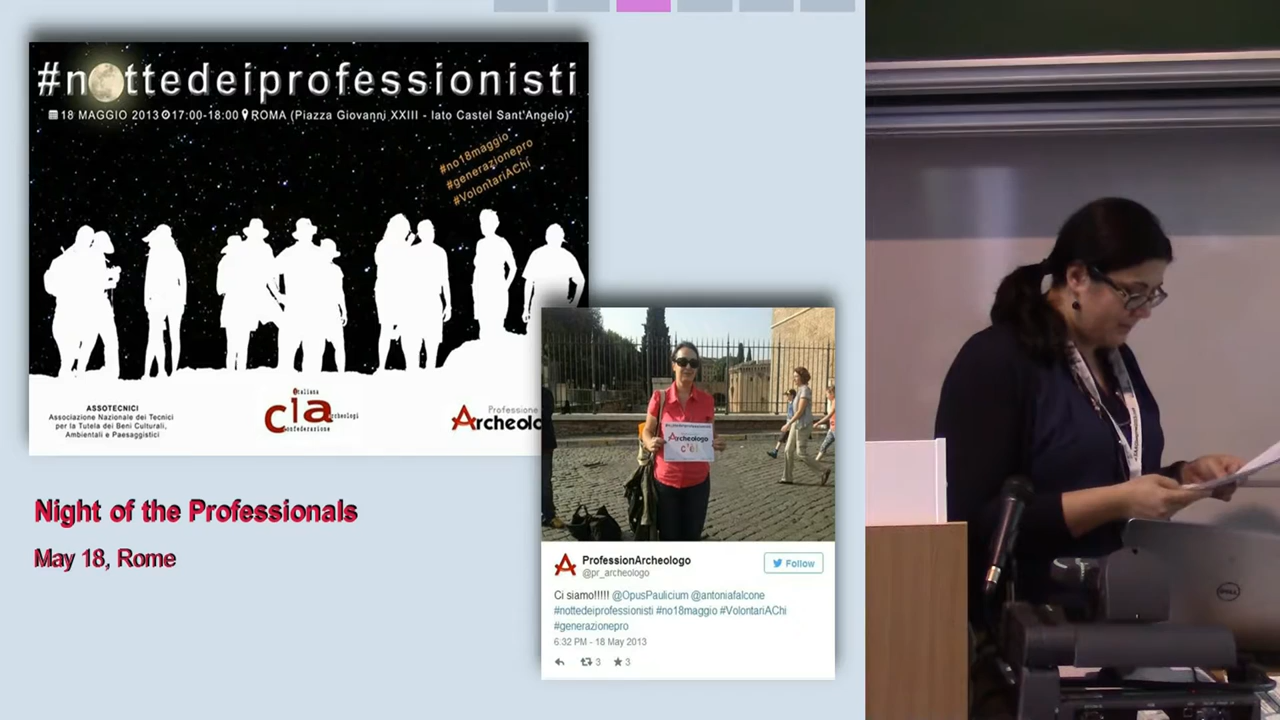 #nottedeiprofessionisti
18 MAGGIO 2013 17:00-18:00 ROMA (Piazza Giovanni XXIII - lato Castel Sant'Angelo)
#no18maggio
#generazionepro
#VolontariAChi
ASSOTECNICI
Associazione Nazionale dei Tecnici
per la Tutela dei Beni Culturali,
Ambientali e Paesaggistici
italiana
cia
archeologi
confederazione
Professione
Archeolo
Archeologo
c'è!
Night of the Professionals
May 18, Rome
ProfessionArcheologo
@pr_archeologo
Follow
Ci siamo!!!!! @OpusPaulicium @antoniafalcone
#nottedeiprofessionisti #no18maggio #VolontariAChi
#generazionepro
6:32 PM - 18 May 2013
3 3
DELL